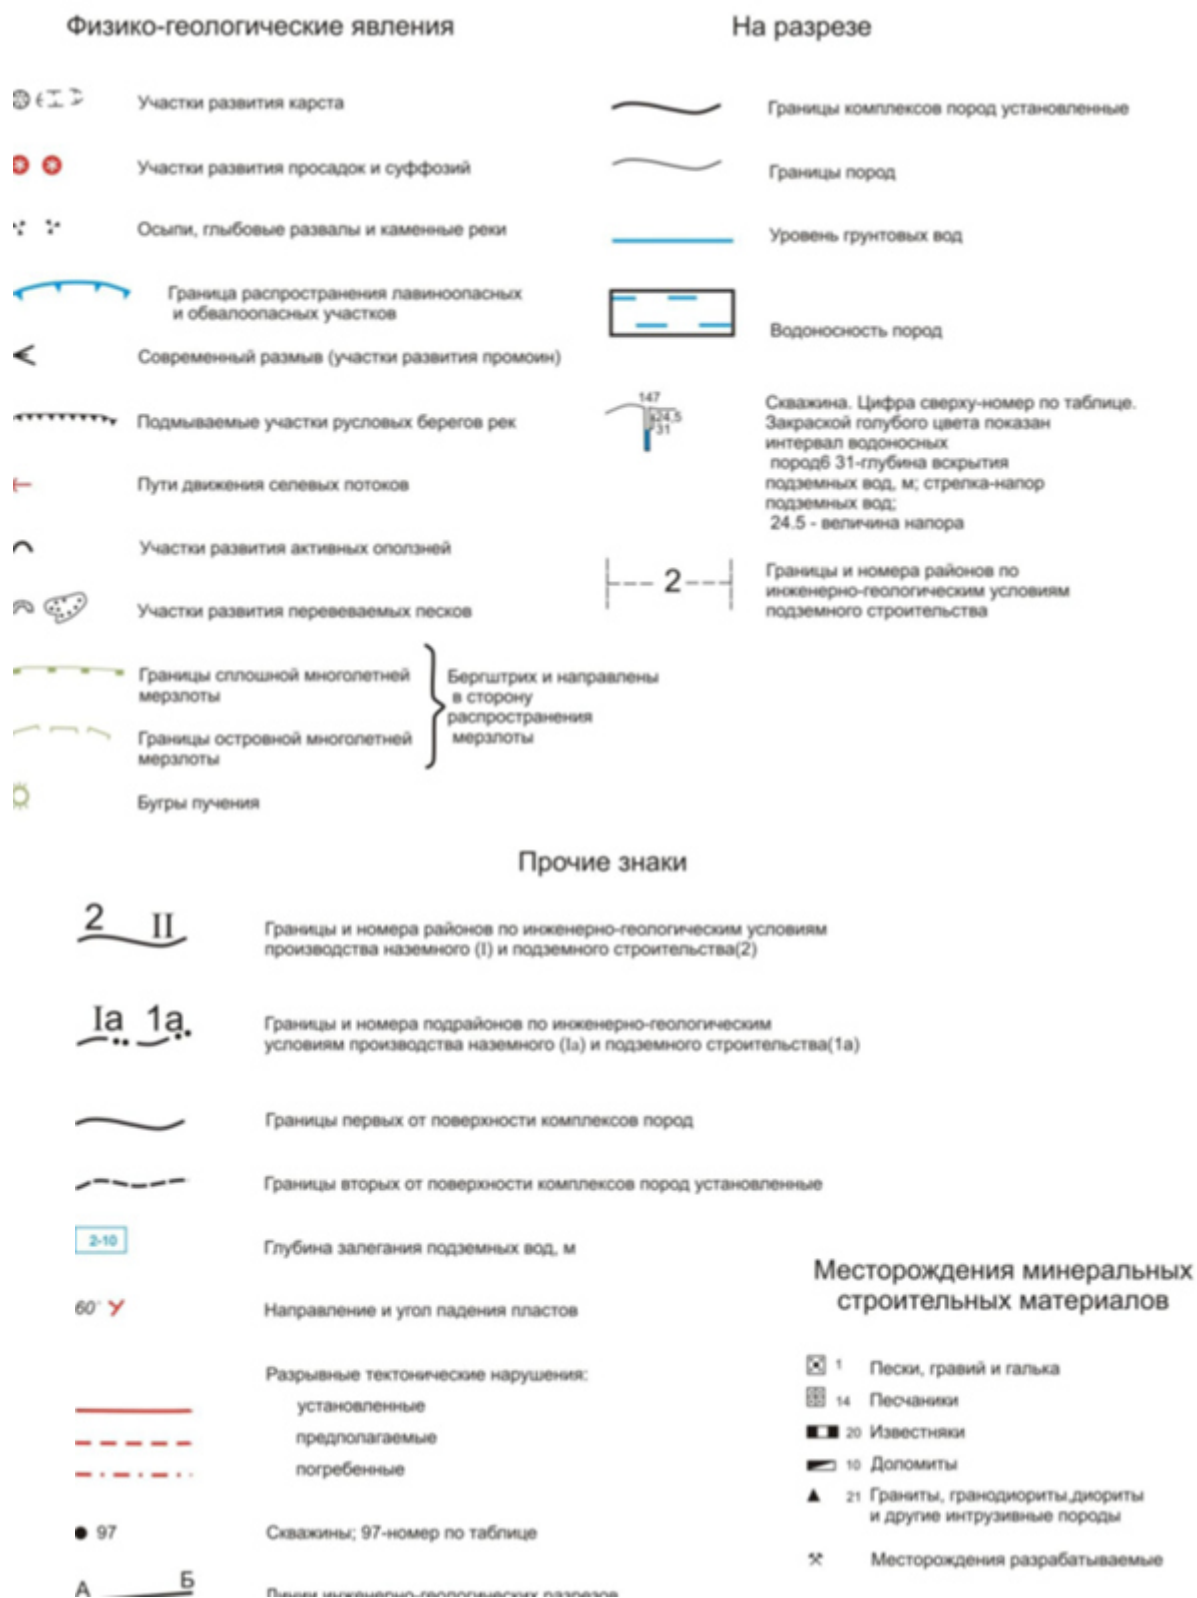 Физико-геологические явления
Участки развития карста
Участки развития просадок и суффозий
Осыпи, глыбовые развалы и каменные реки
Граница распространения лавиноопасных
и обвалоопасных участков
Современный размыв (участки развития промоин)
Подмываемые участки русловых берегов рек
Пути движения селевых потоков
Участки развития активных оползней
Участки развития перевеваемых песков
Границы сплошной многолетней
мерзлоты
Границы островной многолетней
мерзлоты
Бергштрих и направлены
в сторону
распространения
мерзлоты
Бугры пучения
На разрезе
Границы комплексов пород установленные
Границы пород
Уровень грунтовых вод
Водоносность пород
147
24,5
31
Скважина. Цифра сверху-номер по таблице.
Закраской голубого цвета показан
интервал водоносных
пород6 31-глубина вскрытия
подземных вод, м; стрелка-напор
подземных вод;
24.5 - величина напора
2
Границы и номера районов по
инженерно-геологическим условиям
подземного строительства
Прочие знаки
2 II
Границы и номера районов по инженерно-геологическим условиям
производства наземного (I) и подземного строительства(2)
Iа 1а
Границы и номера подрайонов по инженерно-геологическим
условиям производства наземного (Iа) и подземного строительства(1а)
Границы первых от поверхности комплексов пород
Границы вторых от поверхности комплексов пород установленные
2-10
Глубина залегания подземных вод, м
60°
Направление и угол падения пластов
Разрывные тектонические нарушения:
установленные
предполагаемые
погребенные
97
Скважины; 97-номер по таблице
А Б
Линии инженерно-геологических разрезов
Месторождения минеральных
строительных материалов
1 Пески, гравий и галька
14 Песчаники
20 Известняки
10 Доломиты
21 Граниты, гранодиориты,диориты
и другие интрузивные породы
Месторождения разрабатываемые